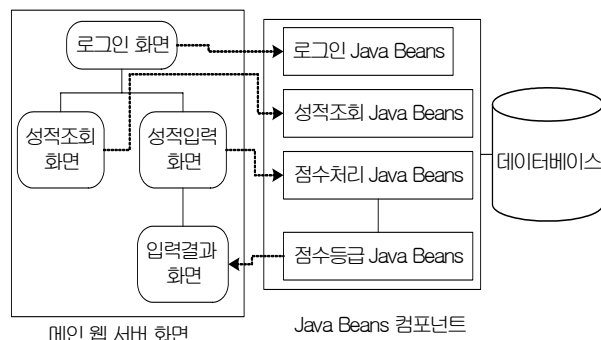 로그인 화면
성적조회
화면
성적입력
화면
입력결과
화면
메인 웹 서버 화면
로그인 Java Beans
성적조회 Java Beans
점수처리 Java Beans
점수등급 Java Beans
Java Beans 컴포넌트
데이터베이스